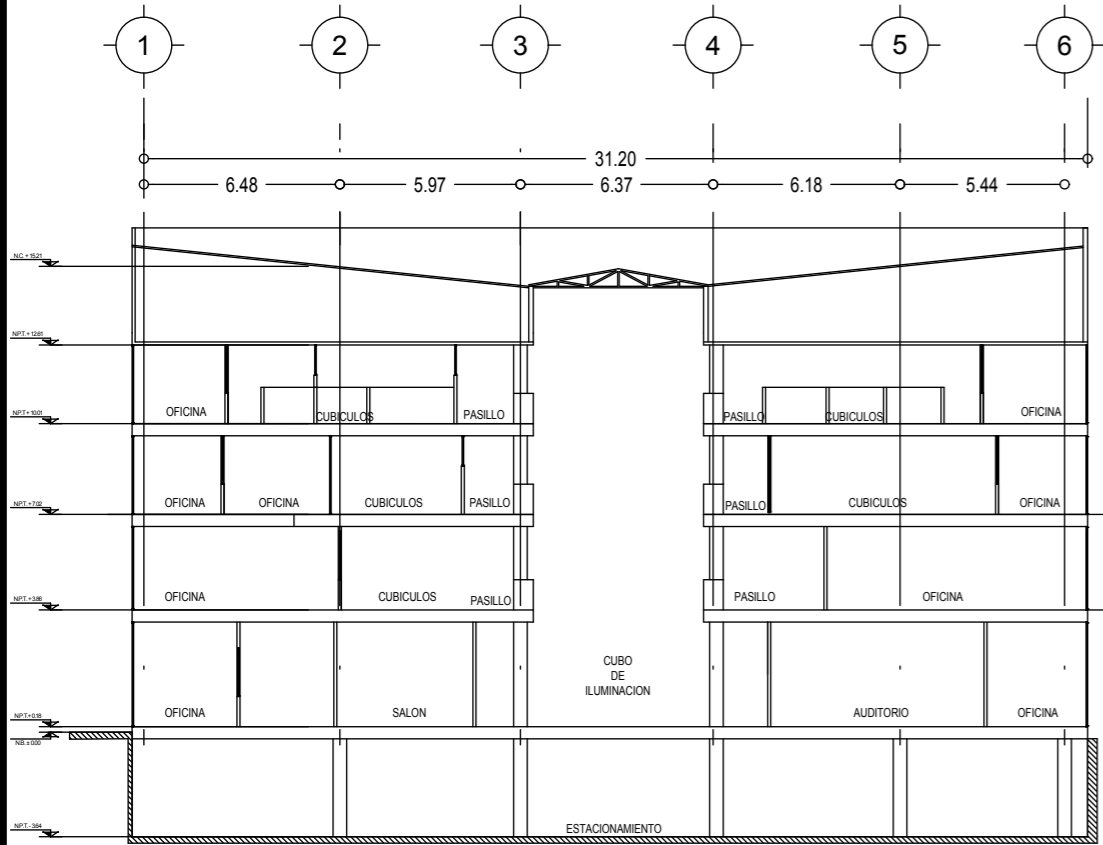 1 2 3 4 5 6
31.20
6.48 5.97 6.37 6.18 5.44
N.C. + 15.21
N.P.T. + 12.61
OFICINA CUBICULOS PASILLO PASILLO CUBICULOS OFICINA
N.P.T + 10.01
OFICINA OFICINA CUBICULOS PASILLO PASILLO CUBICULOS OFICINA
N.P.T. + 7.02
OFICINA CUBICULOS PASILLO PASILLO OFICINA
N.P.T. + 3.86
CUBO
DE
ILUMINACION
OFICINA SALON AUDITORIO OFICINA
N.P.T + 0.18
N.B. ± 0.00
N.P.T. - 3.64
ESTACIONAMIENTO